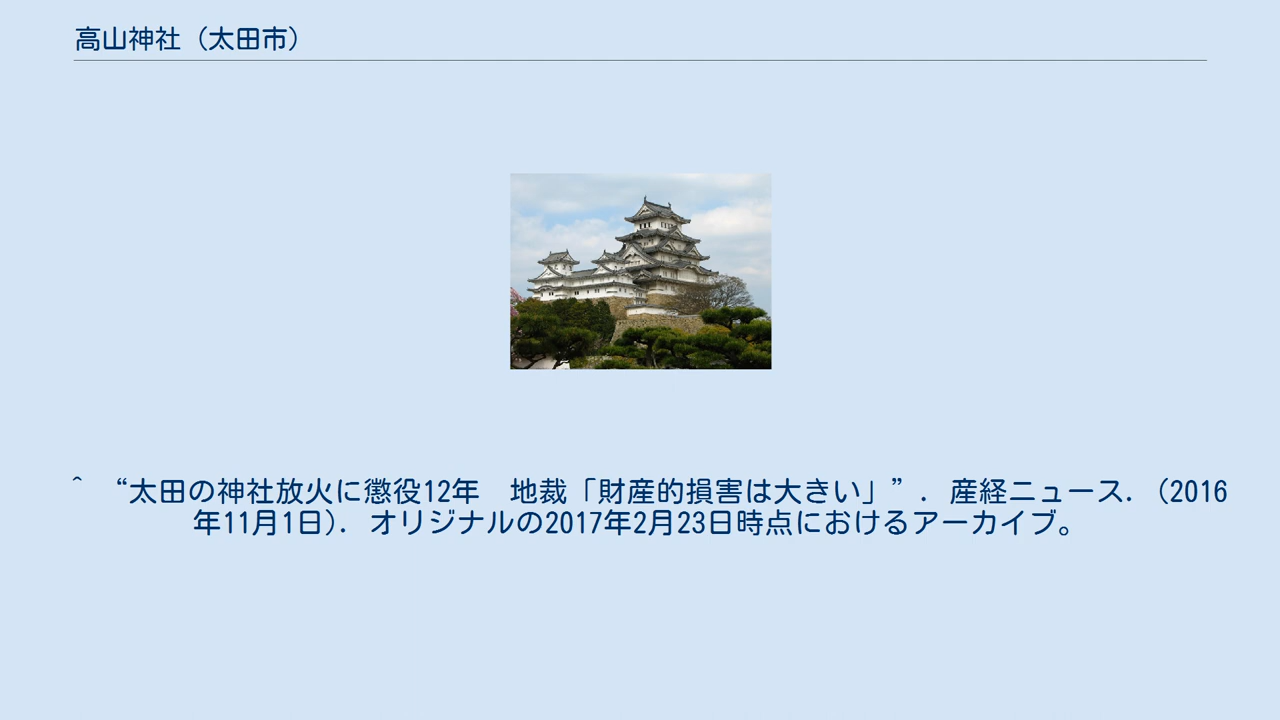 高山神社（太田市）
^ “太田の神社放火に懲役12年　地裁「財産的損害は大きい」”. 産経ニュース. (2016
年11月1日). オリジナルの2017年2月23日時点におけるアーカイブ。